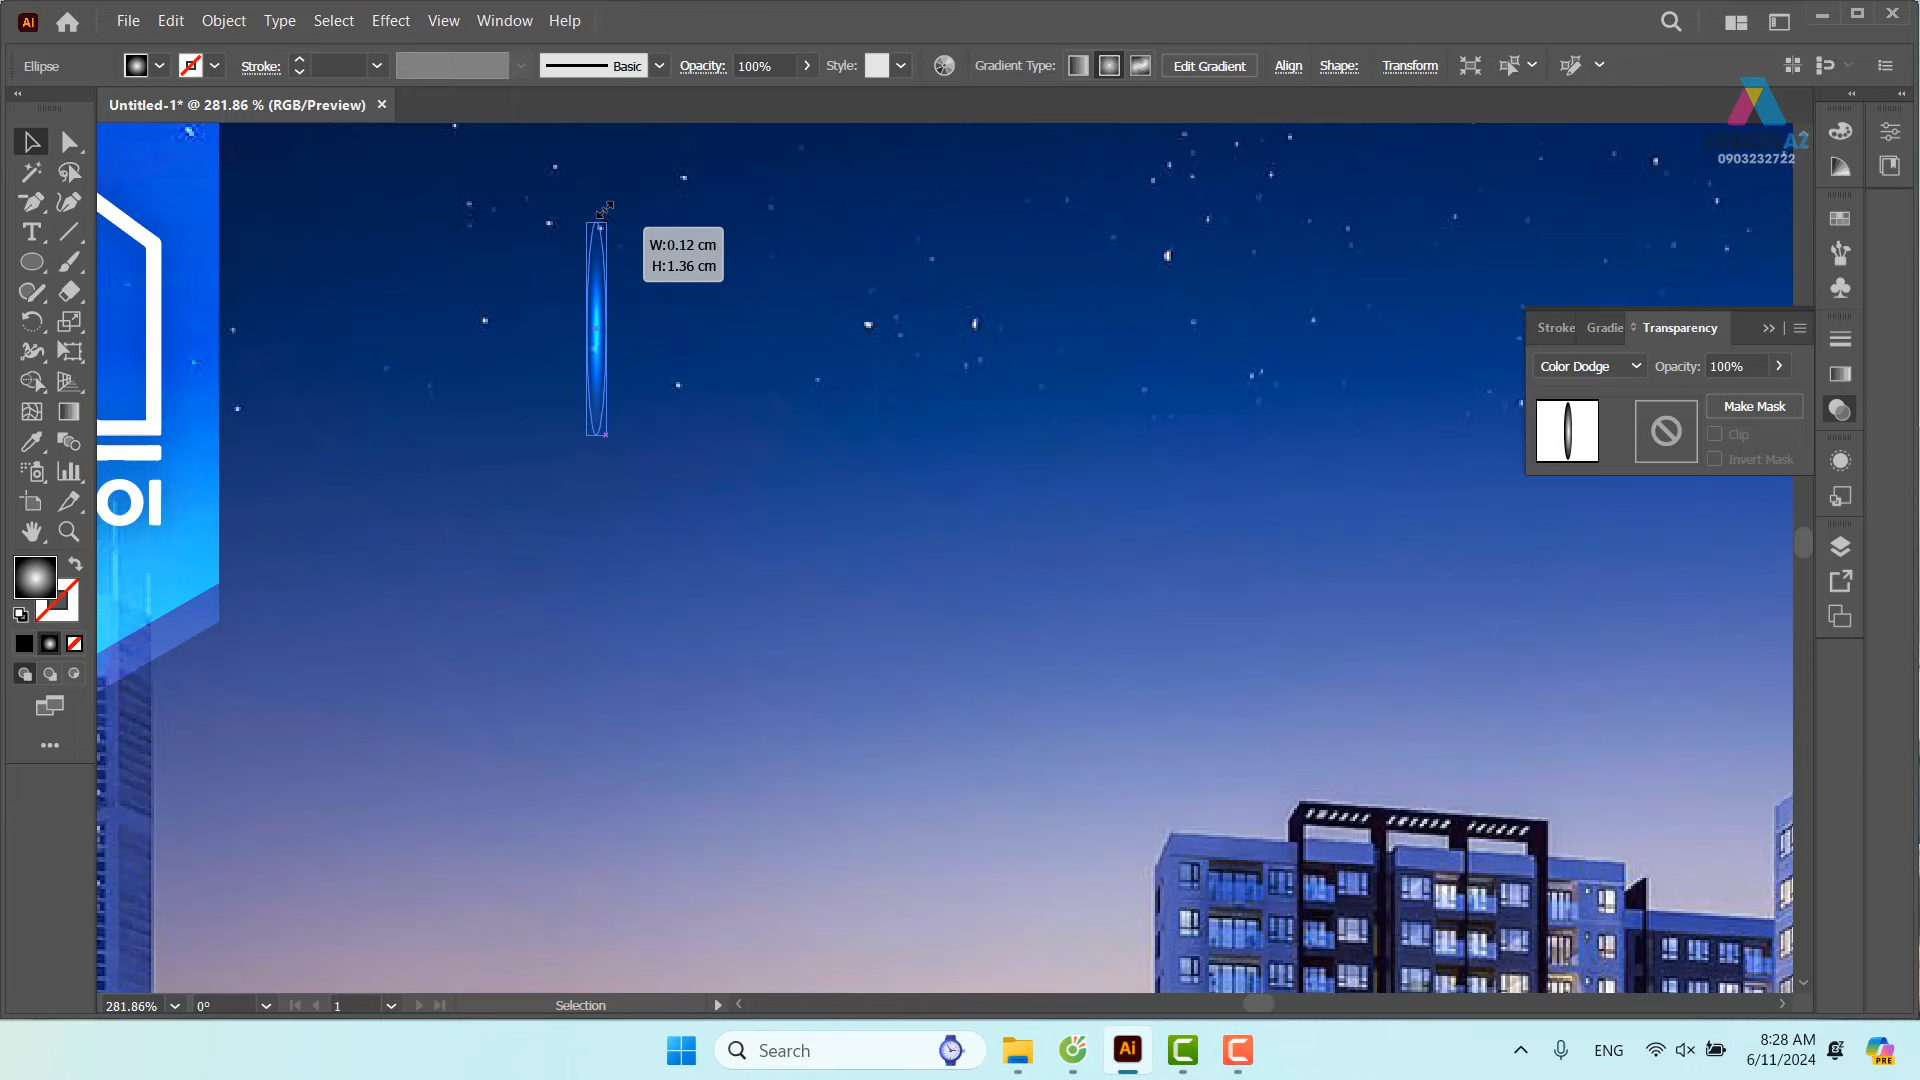 File Edit Object Type Select Effect View Window Help
Ellipse Stroke: Basic Opacity: 100% Style: Gradient Type: Edit Gradient Align Shape: Transform
Untitled-1* @ 281.86 % (RGB/Preview)
AZ
0903232722
W:0.12 cm
H:1.36 cm
Stroke Gradie Transparency
Color Dodge Opacity: 100%
Make Mask
Clip
Invert Mask
OI
281.86% 0° 1 Selection
Search
ENG
8:28 AM
6/11/2024
PRE